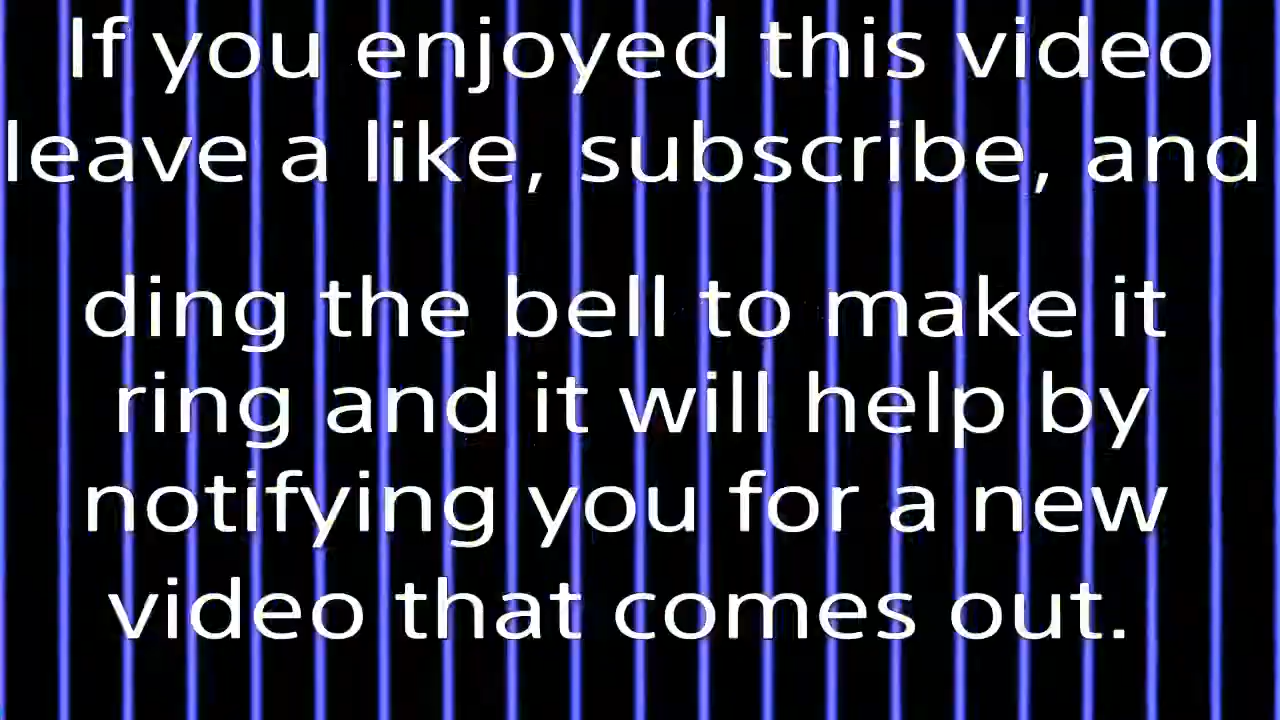 If you enjoyed this video
leave a like, subscribe, and
ding the bell to make it
ring and it will help by
notifying you for a new
video that comes out.